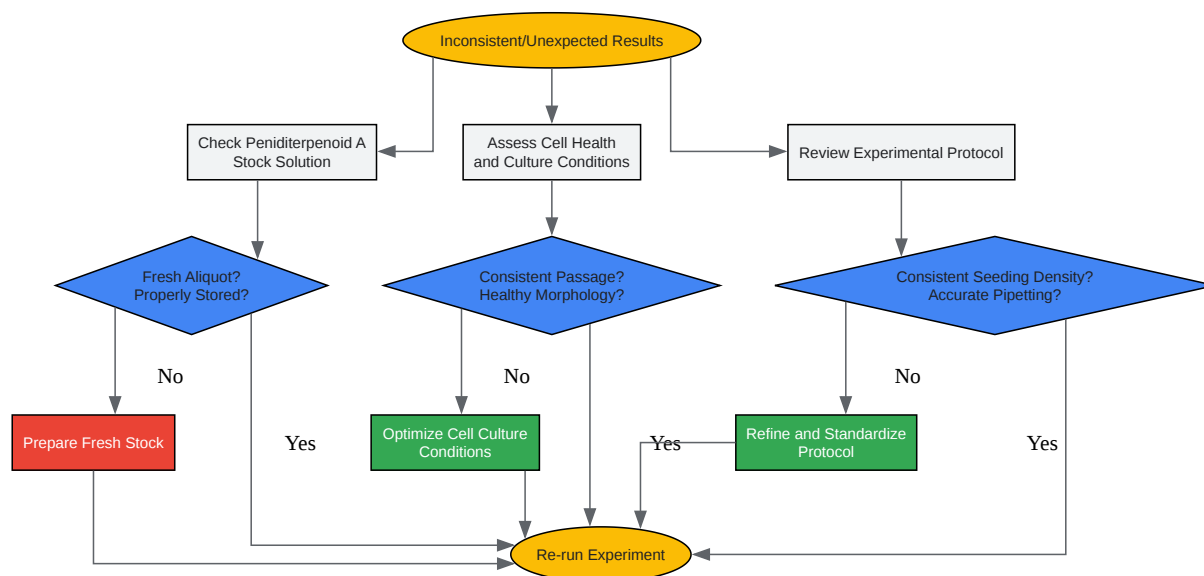 Inconsistent/Unexpected Results
Check Peniditerpenoid A
Stock Solution
Assess Cell Health
and Culture Conditions
Review Experimental Protocol
Fresh Aliquot?
Properly Stored?
Consistent Passage?
Healthy Morphology?
Consistent Seeding Density?
Accurate Pipetting?
No
No
No
Prepare Fresh Stock
Yes
Optimize Cell Culture
Conditions
Yes
Refine and Standardize
Protocol
Yes
Re-run Experiment